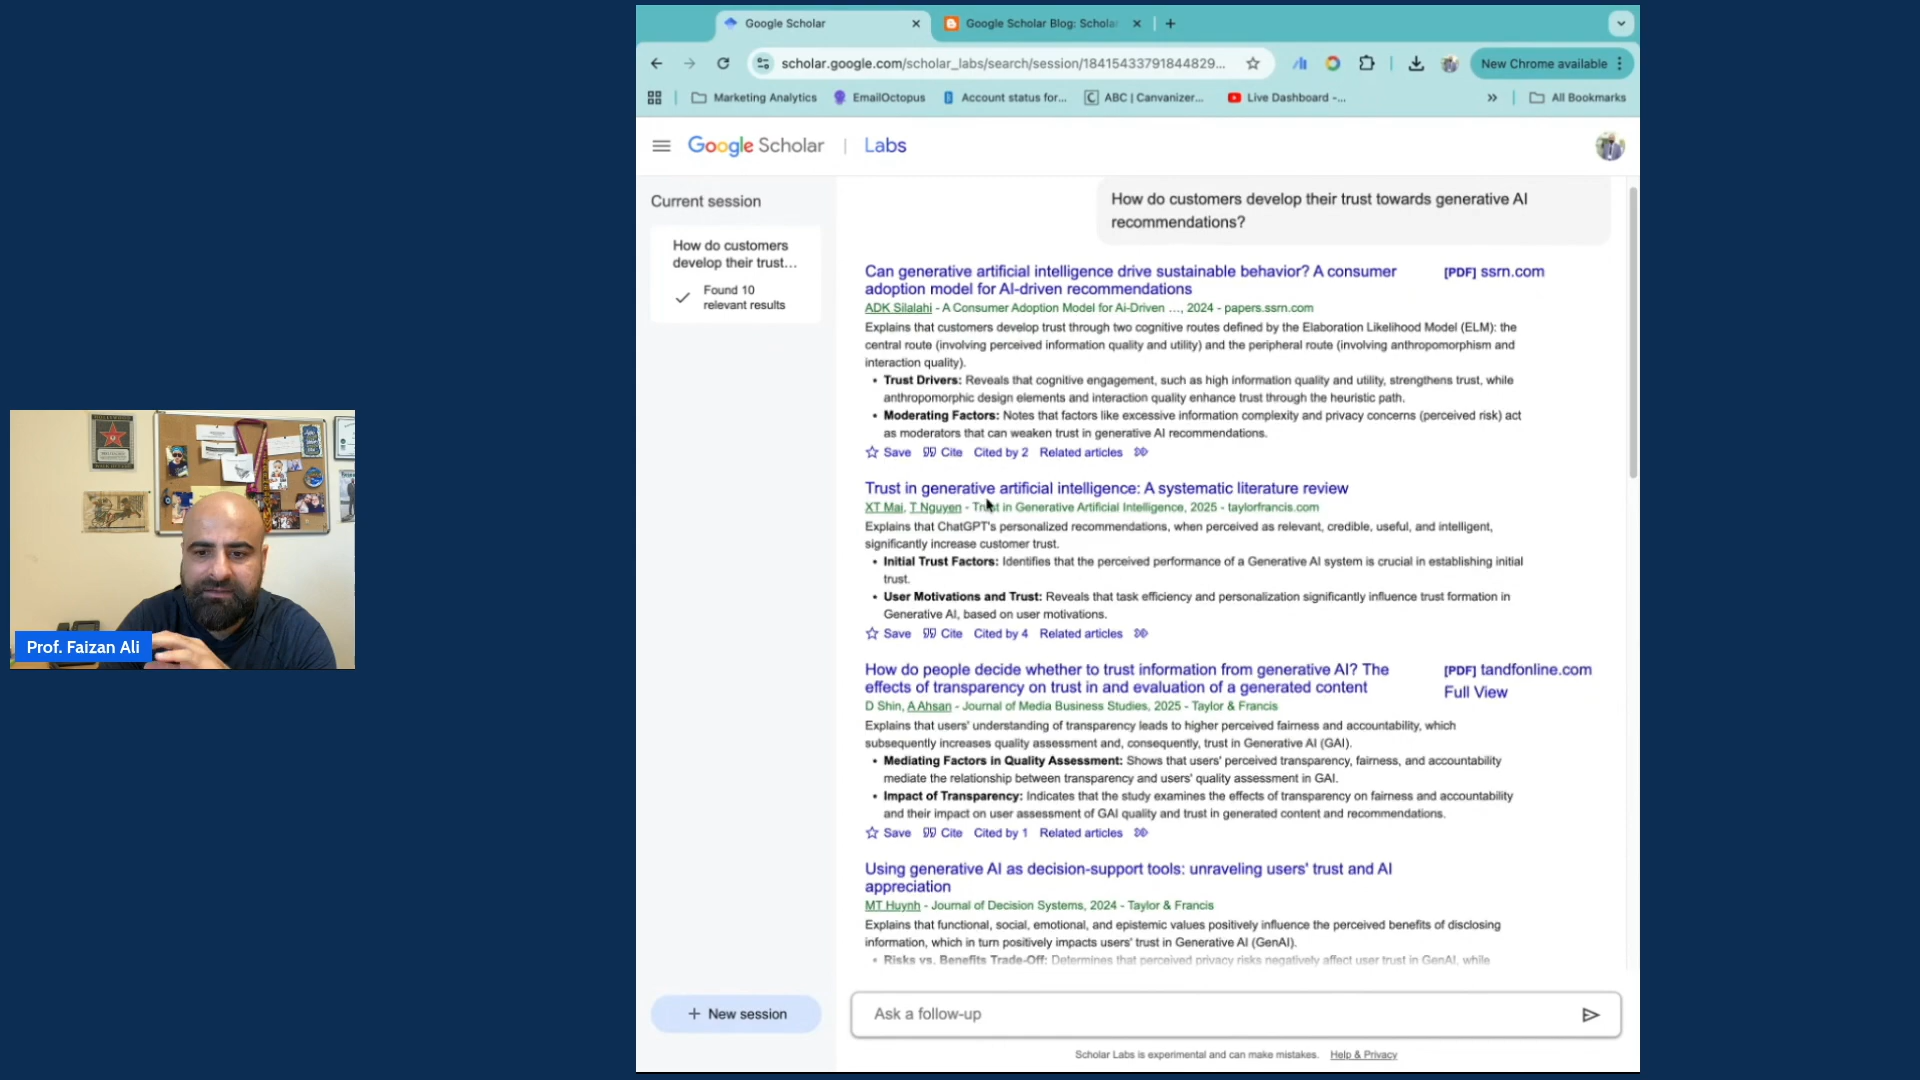 Google Scholar
Google Scholar Blog: Schola
scholar.google.com/scholar_labs/search/session/18415433791844829...
New Chrome available
Marketing Analytics
EmailOctopus
Account status for...
ABC | Canvanizer...
Live Dashboard -...
All Bookmarks
Google Scholar | Labs
Current session
How do customers
develop their trust...
Found 10
relevant results
How do customers develop their trust towards generative AI
recommendations?
Can generative artificial intelligence drive sustainable behavior? A consumer
adoption model for AI-driven recommendations
[PDF] ssrn.com
ADK Silalahi - A Consumer Adoption Model for Ai-Driven …, 2024 - papers.ssrn.com
Explains that customers develop trust through two cognitive routes defined by the Elaboration Likelihood Model (ELM): the
central route (involving perceived information quality and utility) and the peripheral route (involving anthropomorphism and
interaction quality).
• Trust Drivers: Reveals that cognitive engagement, such as high information quality and utility, strengthens trust, while
anthropomorphic design elements and interaction quality enhance trust through the heuristic path.
• Moderating Factors: Notes that factors like excessive information complexity and privacy concerns (perceived risk) act
as moderators that can weaken trust in generative AI recommendations.
Save Cite Cited by 2 Related articles
Trust in generative artificial intelligence: A systematic literature review
XT Mai, T Nguyen - Trust in Generative Artificial Intelligence, 2025 - taylorfrancis.com
Explains that ChatGPT's personalized recommendations, when perceived as relevant, credible, useful, and intelligent,
significantly increase customer trust.
• Initial Trust Factors: Identifies that the perceived performance of a Generative AI system is crucial in establishing initial
trust.
• User Motivations and Trust: Reveals that task efficiency and personalization significantly influence trust formation in
Generative AI, based on user motivations.
Save Cite Cited by 4 Related articles
How do people decide whether to trust information from generative AI? The
effects of transparency on trust in and evaluation of a generated content
[PDF] tandfonline.com
Full View
D Shin, A Ahsan - Journal of Media Business Studies, 2025 - Taylor & Francis
Explains that users' understanding of transparency leads to higher perceived fairness and accountability, which
subsequently increases quality assessment and, consequently, trust in Generative AI (GAI).
• Mediating Factors in Quality Assessment: Shows that users' perceived transparency, fairness, and accountability
mediate the relationship between transparency and users' quality assessment in GAI.
• Impact of Transparency: Indicates that the study examines the effects of transparency on fairness and accountability
and their impact on user assessment of GAI quality and trust in generated content and recommendations.
Save Cite Cited by 1 Related articles
Using generative AI as decision-support tools: unraveling users' trust and AI
appreciation
MT Huynh - Journal of Decision Systems, 2024 - Taylor & Francis
Explains that functional, social, emotional, and epistemic values positively influence the perceived benefits of disclosing
information, which in turn positively impacts users' trust in Generative AI (GenAI).
• Risks vs. Benefits Trade-Off: Determines that perceived privacy risks negatively affect user trust in GenAI, while
+ New session
Ask a follow-up
Scholar Labs is experimental and can make mistakes. Help & Privacy
Prof. Faizan Ali